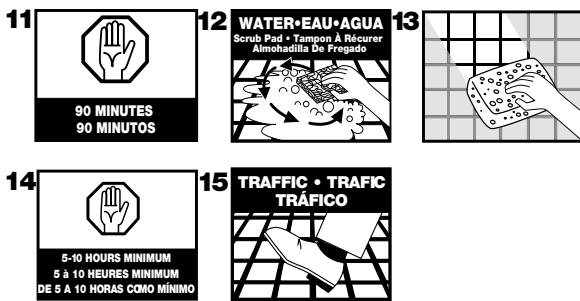 11
90 MINUTES
90 MINUTOS
12
WATER•EAU•AGUA
Scrub Pad • Tampon À Récurer
Almohadilla De Fregado
13
14
5-10 HOURS MINIMUM
5 à 10 HEURES MINIMUM
DE 5 A 10 HORAS COMO MÍNIMO
15
TRAFFIC • TRAFIC
TRÁFICO